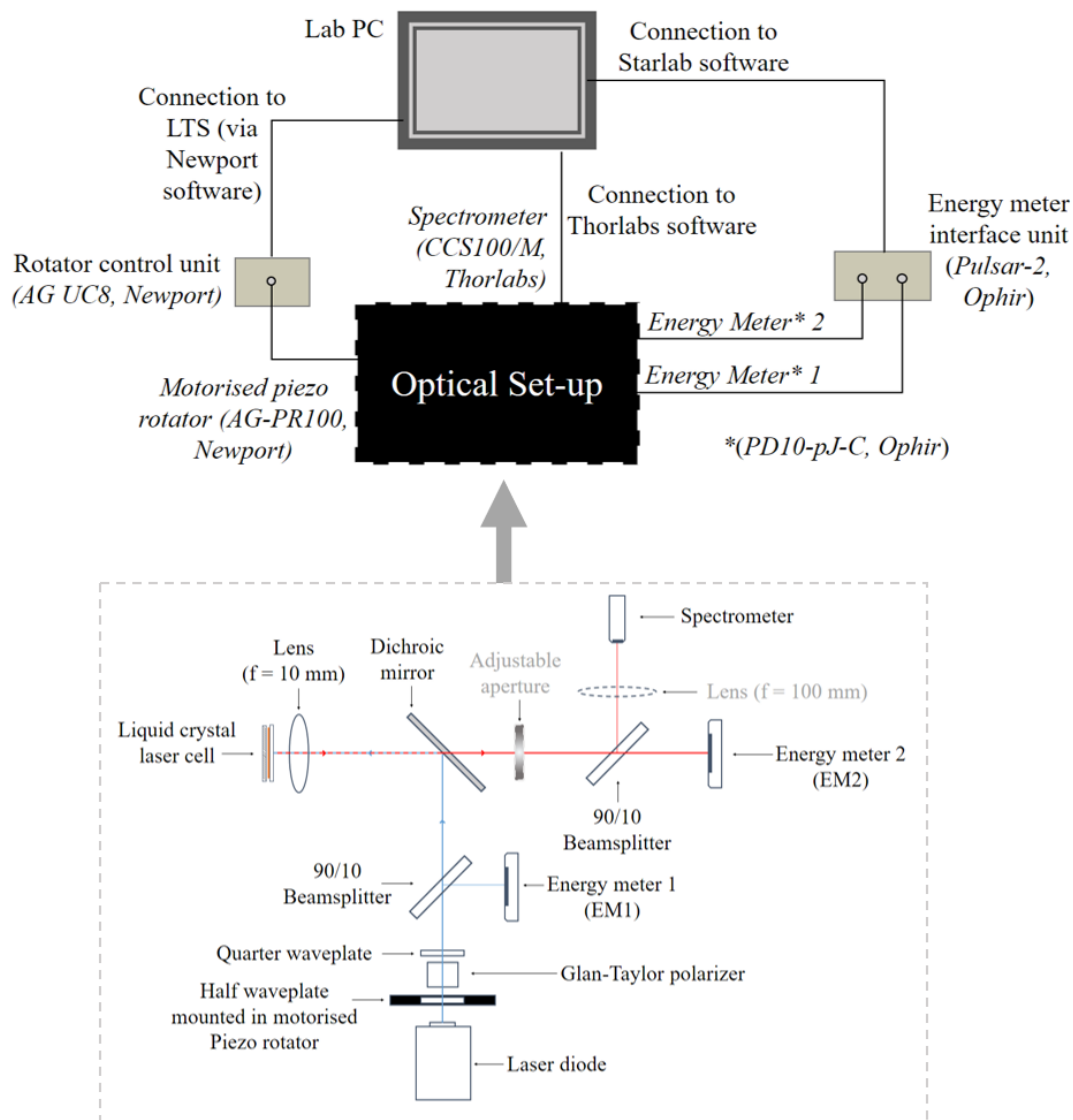 Lab PC
Connection to
Starlab software
Connection to
LTS (via
Newport
software)
Spectrometer
(CCS100/M,
Thorlabs)
Connection to
Thorlabs software
Energy meter
interface unit
(Pulsar-2,
Ophir)
Rotator control unit
(AG UC8, Newport)
Energy Meter* 2
Energy Meter* 1
Optical Set-up
Motorised piezo
rotator (AG-PR100,
Newport)
*(PD10-pJ-C, Ophir)
Spectrometer
Lens
(f = 10 mm)
Dichroic
mirror
Adjustable
aperture
Lens (f = 100 mm)
Liquid crystal
laser cell
Energy meter 2
(EM2)
90/10
Beamsplitter
90/10
Beamsplitter
Energy meter 1
(EM1)
Quarter waveplate
Glan-Taylor polarizer
Half waveplate
mounted in motorised
Piezo rotator
Laser diode